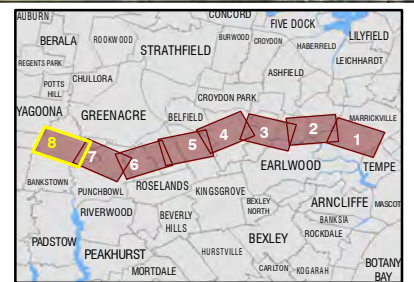 AUBURN
CONCORD
FIVE DOCK
BERALA
ROOKWOOD
BURWOOD
CROYDON
HABERFIELD
LILYFIELD
STRATHFIELD
REGENTS PARK
LEICHHARDT
CHULLORA
ASHFIELD
POTTS
HILL
CROYDON PARK
YAGOONA
GREENACRE
BELFIELD
MARRICKVILLE
8
7
6
5
4
3
2
1
EARLWOOD
TEMPE
BANKSTOWN
PUNCHBOWL
ROSELANDS
KINGSGROVE
RIVERWOOD
BEVERLY
HILLS
BEXLEY
NORTH
ARNCLIFFE
MASCOT
BANKSIA
ROCKDALE
PADSTOW
PEAKHURST
HURSTVILLE
BEXLEY
BOTANY
BAY
MORTDALE
CARLTON
KOGARAH